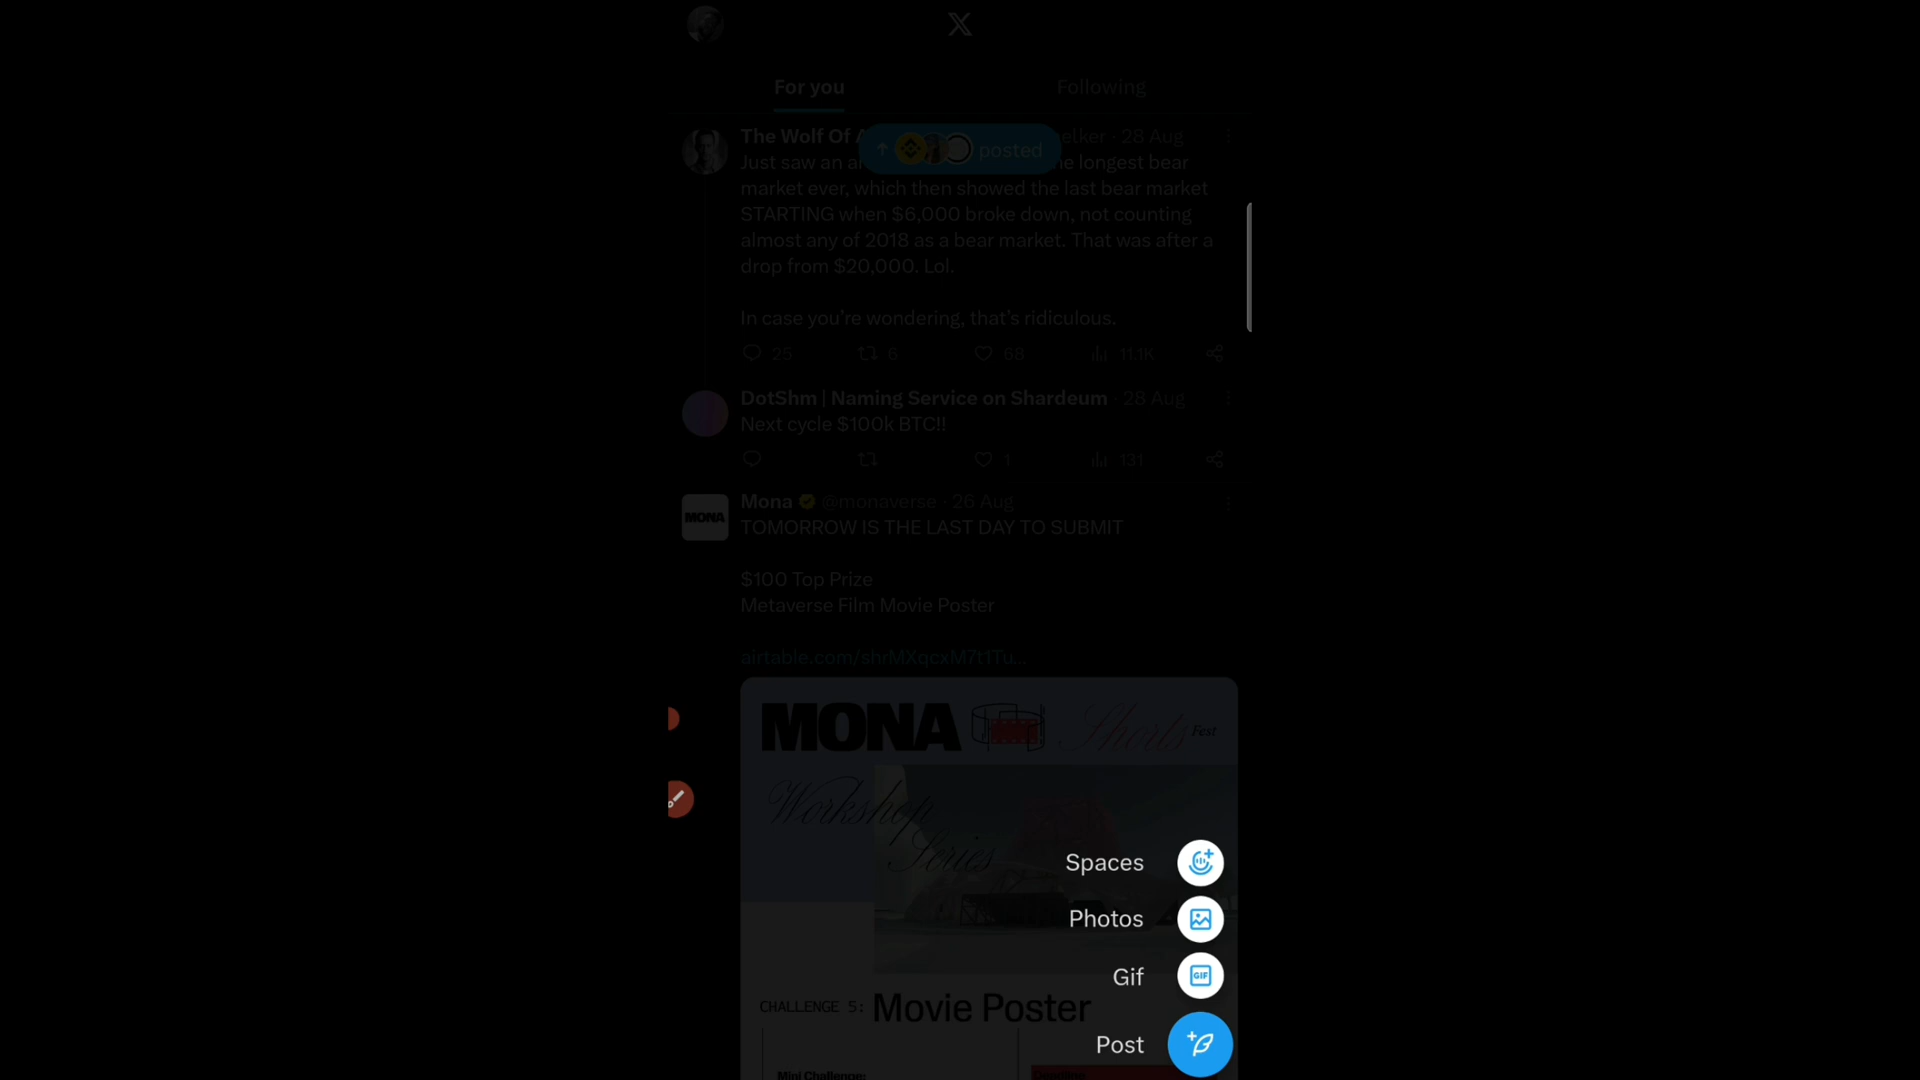 For you
Following
The Wolf Of A
elker · 28 Aug
posted
Just saw an a
he longest bear
market ever, which then showed the last bear market
STARTING when $6,000 broke down, not counting
almost any of 2018 as a bear market. That was after a
drop from $20,000. Lol.
In case you're wondering, that's ridiculous.
25 6 68 11.1K
DotShm | Naming Service on Shardeum · 28 Aug
Next cycle $100k BTC!!
1 131
Mona @monaverse · 26 Aug
MONA
TOMORROW IS THE LAST DAY TO SUBMIT
$100 Top Prize
Metaverse Film Movie Poster
airtable.com/shrMXqcxM7t1Tu...
MONA Shorts Fest
Workshop
Series
Spaces
Photos
Gif
GIF
CHALLENGE 5: Movie Poster
Post
Mini Challenge:
Deadline